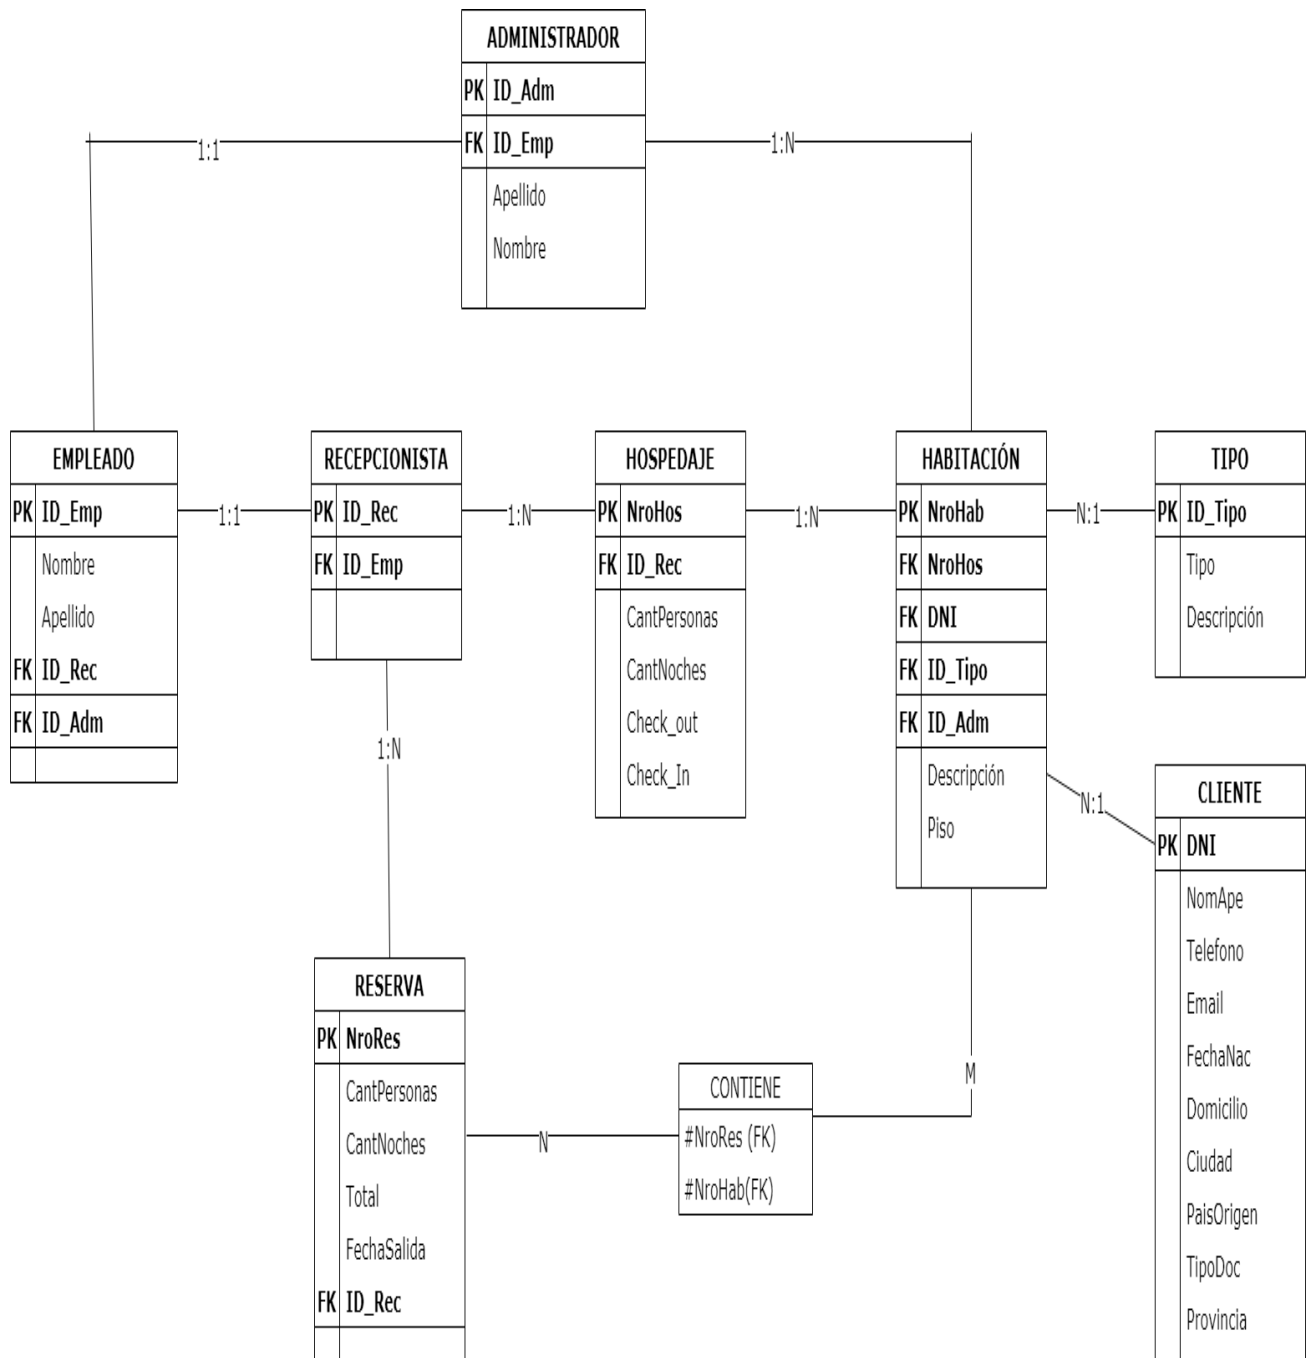 ADMINISTRADOR
PK ID_Adm
FK ID_Emp
Apellido
Nombre
1:1
1:N
EMPLEADO
PK ID_Emp
Nombre
Apellido
FK ID_Rec
FK ID_Adm
1:1
RECEPCIONISTA
PK ID_Rec
FK ID_Emp
1:N
HOSPEDAJE
PK NroHos
FK ID_Rec
CantPersonas
CantNoches
Check_out
Check_In
1:N
HABITACIÓN
PK NroHab
FK NroHos
FK DNI
FK ID_Tipo
FK ID_Adm
Descripción
Piso
N:1
TIPO
PK ID_Tipo
Tipo
Descripción
1:N
N:1
CLIENTE
PK DNI
NomApe
Telefono
Email
FechaNac
Domicilio
Ciudad
PaisOrigen
TipoDoc
Provincia
RESERVA
PK NroRes
CantPersonas
CantNoches
Total
FechaSalida
FK ID_Rec
N
CONTIENE
#NroRes (FK)
#NroHab(FK)
M